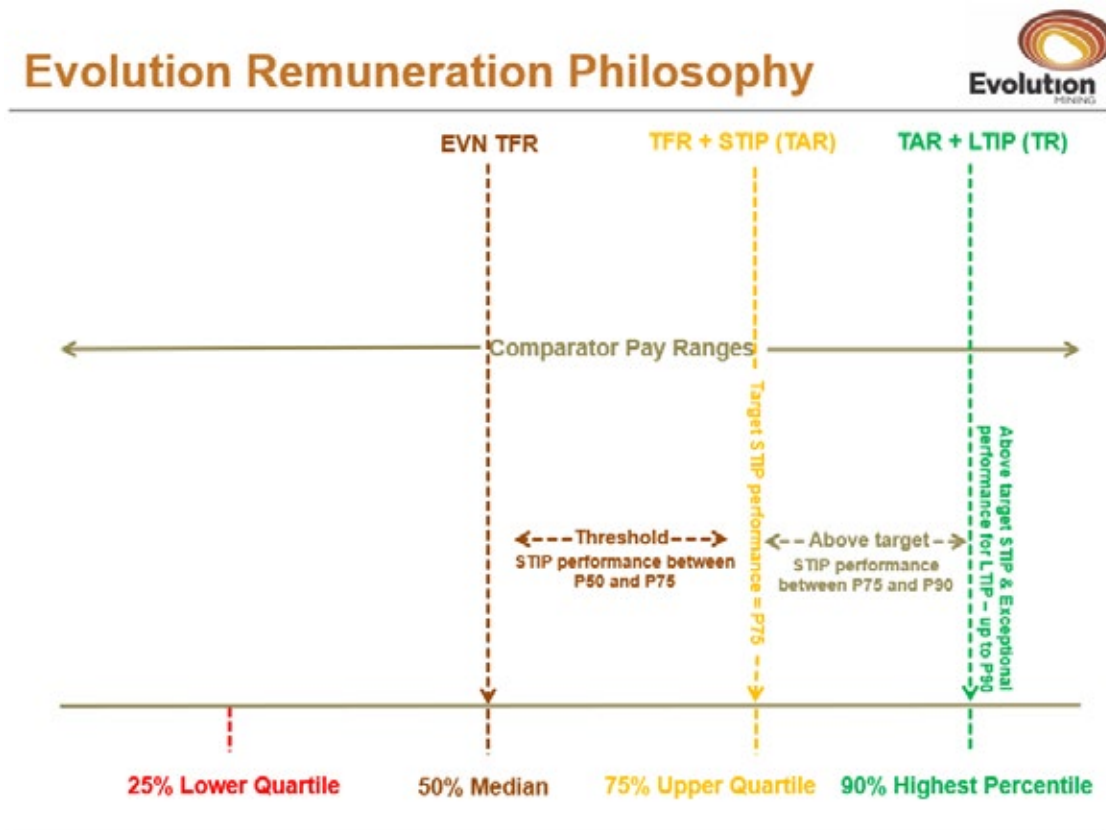 Evolution Remuneration Philosophy
Evolution
MINING
EVN TFR
TFR + STIP (TAR)
TAR + LTIP (TR)
Comparator Pay Ranges
Target STIP performance = P75
Above target STIP & Exceptional
performance for LTIP – up to P90
Threshold
STIP performance between
P50 and P75
Above target
STIP performance
between P75 and P90
25% Lower Quartile
50% Median
75% Upper Quartile
90% Highest Percentile